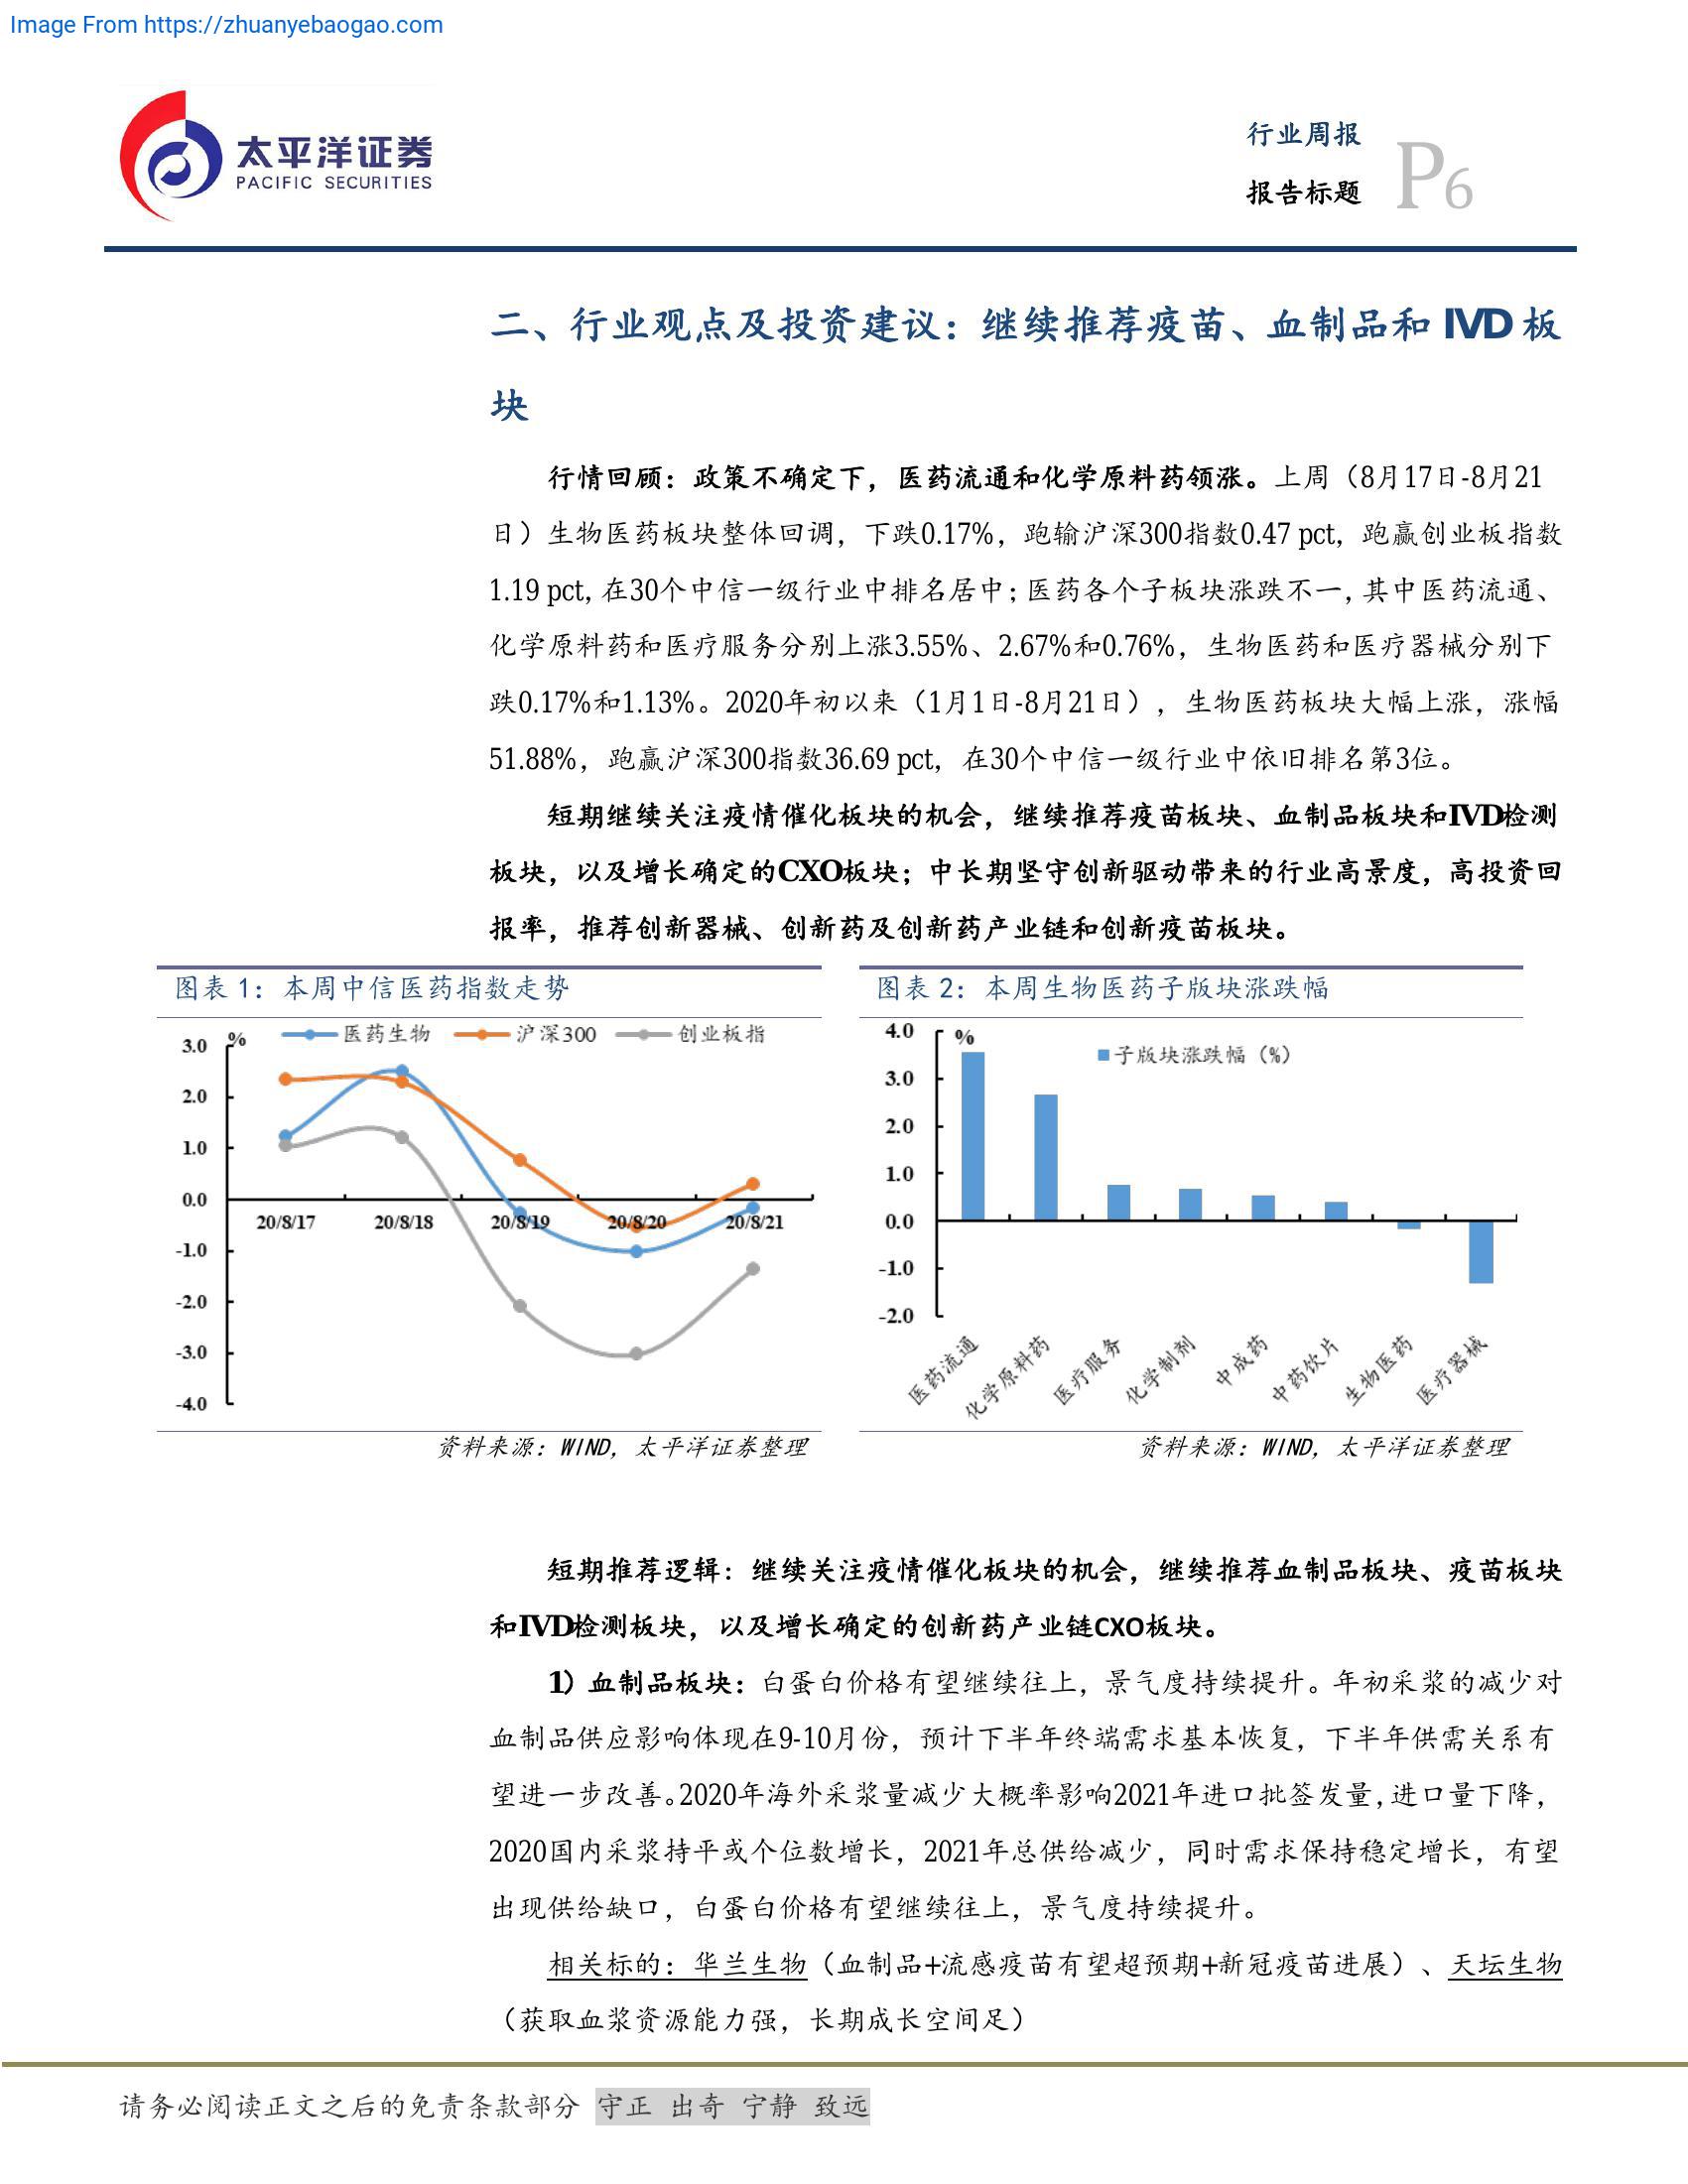 Image From https://zhuanyebaogao.com
太平洋证券
PACIFIC SECURITIES
行业周报
报告标题
P6
二、行业观点及投资建议：继续推荐疫苗、血制品和 IVD 板
块
行情回顾：政策不确定下，医药流通和化学原料药领涨。上周（8月17日-8月21
日）生物医药板块整体回调，下跌0.17%，跑输沪深300指数0.47 pct，跑赢创业板指数
1.19 pct，在30个中信一级行业中排名居中；医药各个子板块涨跌不一，其中医药流通、
化学原料药和医疗服务分别上涨3.55%、2.67%和0.76%，生物医药和医疗器械分别下
跌0.17%和1.13%。2020年初以来（1月1日-8月21日），生物医药板块大幅上涨，涨幅
51.88%，跑赢沪深300指数36.69 pct，在30个中信一级行业中依旧排名第3位。
短期继续关注疫情催化板块的机会，继续推荐疫苗板块、血制品板块和IVD检测
板块，以及增长确定的CXO板块；中长期坚守创新驱动带来的行业高景度，高投资回
报率，推荐创新器械、创新药及创新药产业链和创新疫苗板块。
图表 1：本周中信医药指数走势
%
医药生物 沪深300 创业板指
3.0
2.0
1.0
0.0
-1.0
-2.0
-3.0
-4.0
20/8/17 20/8/18 20/8/19 20/8/20 20/8/21
资料来源：WIND，太平洋证券整理
图表 2：本周生物医药子版块涨跌幅
%
子版块涨跌幅（%）
4.0
3.0
2.0
1.0
0.0
-1.0
-2.0
医药流通 化学原料药 医疗服务 化学制剂 中成药 中药饮片 生物医药 医疗器械
资料来源：WIND，太平洋证券整理
短期推荐逻辑：继续关注疫情催化板块的机会，继续推荐血制品板块、疫苗板块
和IVD检测板块，以及增长确定的创新药产业链CXO板块。
1）血制品板块：白蛋白价格有望继续往上，景气度持续提升。年初采浆的减少对
血制品供应影响体现在9-10月份，预计下半年终端需求基本恢复，下半年供需关系有
望进一步改善。2020年海外采浆量减少大概率影响2021年进口批签发量，进口量下降，
2020国内采浆持平或个位数增长，2021年总供给减少，同时需求保持稳定增长，有望
出现供给缺口，白蛋白价格有望继续往上，景气度持续提升。
相关标的：华兰生物（血制品+流感疫苗有望超预期+新冠疫苗进展）、天坛生物
（获取血浆资源能力强，长期成长空间足）
请务必阅读正文之后的免责条款部分 守正 出奇 宁静 致远